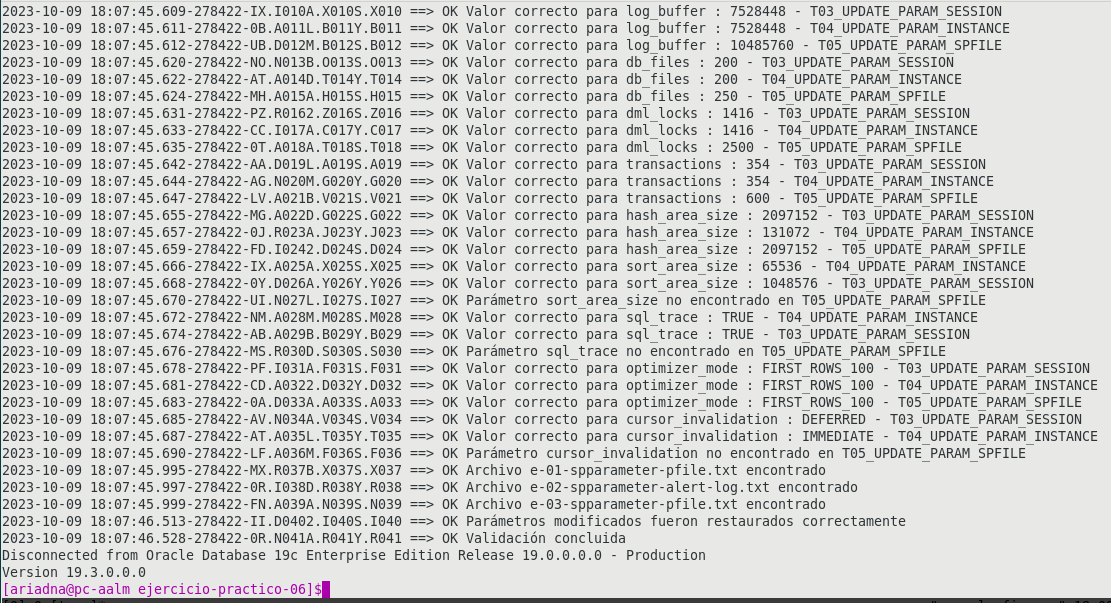 2023-10-09 18:07:45.609-278422-IX.I010A.X010S.X010 ==> OK Valor correcto para log_buffer : 7528448 - T03_UPDATE_PARAM_SESSION
2023-10-09 18:07:45.611-278422-0B.A011L.B011Y.B011 ==> OK Valor correcto para log_buffer : 7528448 - T04_UPDATE_PARAM_INSTANCE
2023-10-09 18:07:45.612-278422-UB.D012M.B012S.B012 ==> OK Valor correcto para log_buffer : 10485760 - T05_UPDATE_PARAM_SPFILE
2023-10-09 18:07:45.620-278422-NO.N013B.O013S.O013 ==> OK Valor correcto para db_files : 200 - T03_UPDATE_PARAM_SESSION
2023-10-09 18:07:45.622-278422-AT.A014D.T014Y.T014 ==> OK Valor correcto para db_files : 200 - T04_UPDATE_PARAM_INSTANCE
2023-10-09 18:07:45.624-278422-MH.A015A.H015S.H015 ==> OK Valor correcto para db_files : 250 - T05_UPDATE_PARAM_SPFILE
2023-10-09 18:07:45.631-278422-PZ.R0162.Z016S.Z016 ==> OK Valor correcto para dml_locks : 1416 - T03_UPDATE_PARAM_SESSION
2023-10-09 18:07:45.633-278422-CC.I017A.C017Y.C017 ==> OK Valor correcto para dml_locks : 1416 - T04_UPDATE_PARAM_INSTANCE
2023-10-09 18:07:45.635-278422-0T.A018A.T018S.T018 ==> OK Valor correcto para dml_locks : 2500 - T05_UPDATE_PARAM_SPFILE
2023-10-09 18:07:45.642-278422-AA.D019L.A019S.A019 ==> OK Valor correcto para transactions : 354 - T03_UPDATE_PARAM_SESSION
2023-10-09 18:07:45.644-278422-AG.N020M.G020Y.G020 ==> OK Valor correcto para transactions : 354 - T04_UPDATE_PARAM_INSTANCE
2023-10-09 18:07:45.647-278422-LV.A021B.V021S.V021 ==> OK Valor correcto para transactions : 600 - T05_UPDATE_PARAM_SPFILE
2023-10-09 18:07:45.655-278422-MG.A022D.G022S.G022 ==> OK Valor correcto para hash_area_size : 2097152 - T03_UPDATE_PARAM_SESSION
2023-10-09 18:07:45.657-278422-0J.R023A.J023Y.J023 ==> OK Valor correcto para hash_area_size : 131072 - T04_UPDATE_PARAM_INSTANCE
2023-10-09 18:07:45.659-278422-FD.I0242.D024S.D024 ==> OK Valor correcto para hash_area_size : 2097152 - T05_UPDATE_PARAM_SPFILE
2023-10-09 18:07:45.666-278422-IX.A025A.X025S.X025 ==> OK Valor correcto para sort_area_size : 65536 - T04_UPDATE_PARAM_INSTANCE
2023-10-09 18:07:45.668-278422-0Y.D026A.Y026Y.Y026 ==> OK Valor correcto para sort_area_size : 1048576 - T03_UPDATE_PARAM_SESSION
2023-10-09 18:07:45.670-278422-UI.N027L.I027S.I027 ==> OK Parámetro sort_area_size no encontrado en T05_UPDATE_PARAM_SPFILE
2023-10-09 18:07:45.672-278422-NM.A028M.M028S.M028 ==> OK Valor correcto para sql_trace : TRUE - T04_UPDATE_PARAM_INSTANCE
2023-10-09 18:07:45.674-278422-AB.A029B.B029Y.B029 ==> OK Valor correcto para sql_trace : TRUE - T03_UPDATE_PARAM_SESSION
2023-10-09 18:07:45.676-278422-MS.R030D.S030S.S030 ==> OK Parámetro sql_trace no encontrado en T05_UPDATE_PARAM_SPFILE
2023-10-09 18:07:45.678-278422-PF.I031A.F031S.F031 ==> OK Valor correcto para optimizer_mode : FIRST_ROWS_100 - T03_UPDATE_PARAM_SESSION
2023-10-09 18:07:45.681-278422-CD.A0322.D032Y.D032 ==> OK Valor correcto para optimizer_mode : FIRST_ROWS_100 - T04_UPDATE_PARAM_INSTANCE
2023-10-09 18:07:45.683-278422-0A.D033A.A033S.A033 ==> OK Valor correcto para optimizer_mode : FIRST_ROWS_100 - T05_UPDATE_PARAM_SPFILE
2023-10-09 18:07:45.685-278422-AV.N034A.V034S.V034 ==> OK Valor correcto para cursor_invalidation : DEFERRED - T03_UPDATE_PARAM_SESSION
2023-10-09 18:07:45.687-278422-AT.A035L.T035Y.T035 ==> OK Valor correcto para cursor_invalidation : IMMEDIATE - T04_UPDATE_PARAM_INSTANCE
2023-10-09 18:07:45.690-278422-LF.A036M.F036S.F036 ==> OK Parámetro cursor_invalidation no encontrado en T05_UPDATE_PARAM_SPFILE
2023-10-09 18:07:45.995-278422-MX.R037B.X037S.X037 ==> OK Archivo e-01-spparameter-pfile.txt encontrado
2023-10-09 18:07:45.997-278422-0R.I038D.R038Y.R038 ==> OK Archivo e-02-spparameter-alert-log.txt encontrado
2023-10-09 18:07:45.999-278422-FN.A039A.N039S.N039 ==> OK Archivo e-03-spparameter-pfile.txt encontrado
2023-10-09 18:07:46.513-278422-II.D0402.I040S.I040 ==> OK Parámetros modificados fueron restaurados correctamente
2023-10-09 18:07:46.528-278422-0R.N041A.R041Y.R041 ==> OK Validación concluida
Disconnected from Oracle Database 19c Enterprise Edition Release 19.0.0.0.0 - Production
Version 19.3.0.0.0
[ariadna@pc-aalm ejercicio-practico-06]$